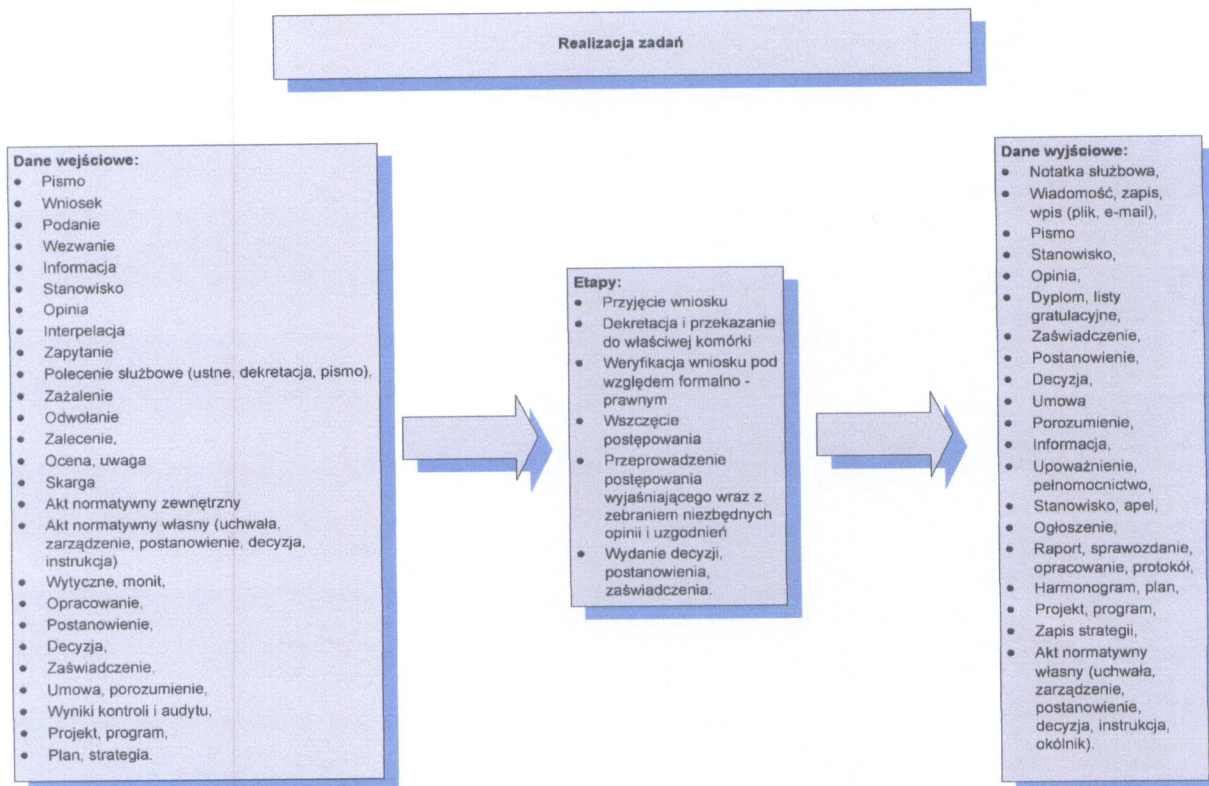 Realizacja zadań
Dane wejściowe:
• Pismo
• Wniosek
• Podanie
• Wezwanie
• Informacja
• Stanowisko
• Opinia
• Interpelacja
• Zapytanie
• Polecenie służbowe (ustne, dekretacja, pismo),
• Zażalenie
• Odwołanie
• Zalecenie,
• Ocena, uwaga
• Skarga
• Akt normatywny zewnętrzny
• Akt normatywny własny (uchwała,
zarządzenie, postanowienie, decyzja,
instrukcja)
• Wytyczne, monit,
• Opracowanie,
• Postanowienie,
• Decyzja,
• Zaświadczenie,
• Umowa, porozumienie,
• Wyniki kontroli i audytu,
• Projekt, program,
• Plan, strategia.
Etapy:
• Przyjęcie wniosku
• Dekretacja i przekazanie
do właściwej komórki
• Weryfikacja wniosku pod
względem formalno -
prawnym
• Wszczęcie
postępowania
• Przeprowadzenie
postępowania
wyjaśniającego wraz z
zebraniem niezbędnych
opinii i uzgodnień
• Wydanie decyzji,
postanowienia,
zaświadczenia.
Dane wyjściowe:
• Notatka służbowa,
• Wiadomość, zapis,
wpis (plik, e-mail),
• Pismo
• Stanowisko,
• Opinia,
• Dyplom, listy
gratulacyjne,
• Zaświadczenie,
• Postanowienie,
• Decyzja,
• Umowa
• Porozumienie,
• Informacja,
• Upoważnienie,
pełnomocnictwo,
• Stanowisko, apel,
• Ogłoszenie,
• Raport, sprawozdanie,
opracowanie, protokół,
• Harmonogram, plan,
• Projekt, program,
• Zapis strategii,
• Akt normatywny
własny (uchwała,
zarządzenie,
postanowienie,
decyzja, instrukcja,
okólnik).